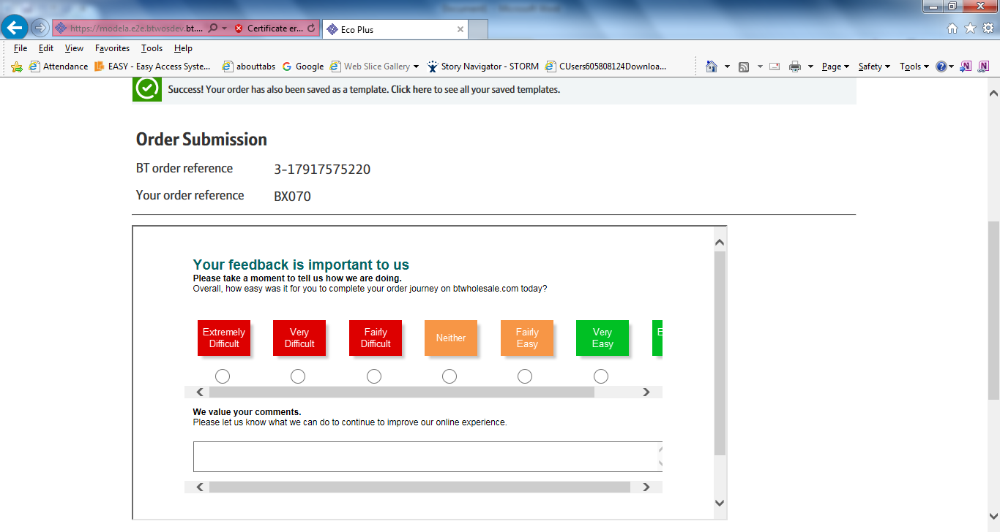 https://modela.e2e.btwosdev.bt.... Certificate er... Eco Plus
File Edit View Favorites Tools Help
Attendance EASY - Easy Access Syste... abouttabs Google Web Slice Gallery Story Navigator - STORM CUsers605808124Downloa... Page Safety Tools
Success! Your order has also been saved as a template. Click here to see all your saved templates.
Order Submission
BT order reference 3-17917575220
Your order reference BX070
Your feedback is important to us
Please take a moment to tell us how we are doing.
Overall, how easy was it for you to complete your order journey on btwholesale.com today?
Extremely Difficult Very Difficult Fairly Difficult Neither Fairly Easy Very Easy E
We value your comments.
Please let us know what we can do to continue to improve our online experience.